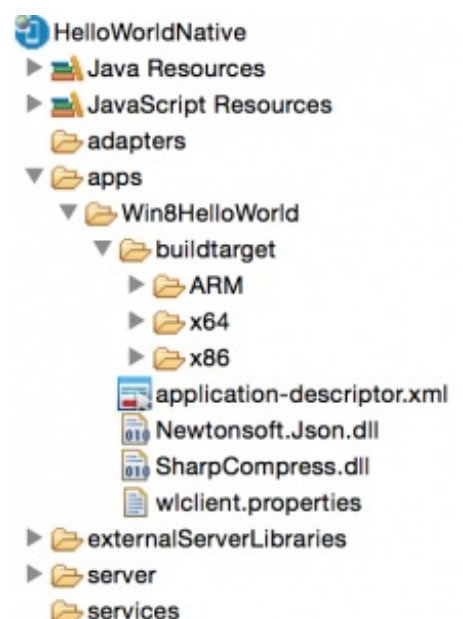 HelloWorldNative
Java Resources
JavaScript Resources
adapters
apps
Win8HelloWorld
buildtarget
ARM
x64
x86
application-descriptor.xml
Newtonsoft.Json.dll
SharpCompress.dll
wlclient.properties
externalServerLibraries
server
services